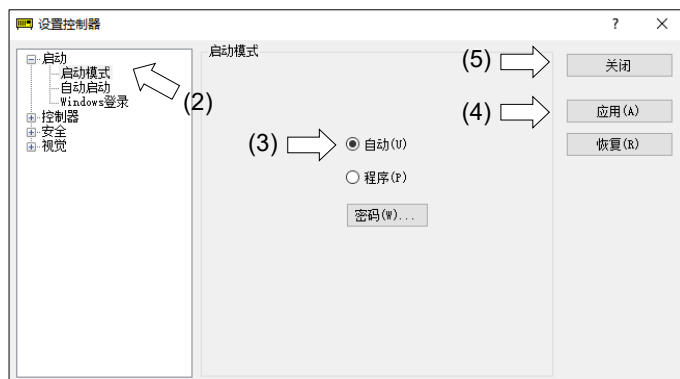 设置控制器
? ×
启动
启动模式
自动启动
Windows登录
控制器
安全
视觉
(2)
启动模式
(3)
自动(U)
程序(P)
密码(W)...
(5)
关闭
(4)
应用(A)
恢复(R)